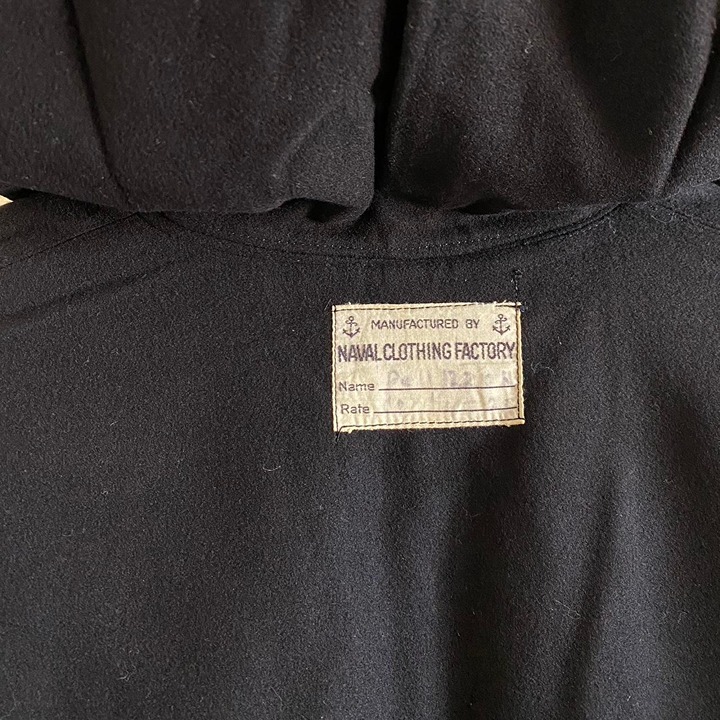 MANUFACTURED BY
NAVAL CLOTHING FACTORY
Name
Rate